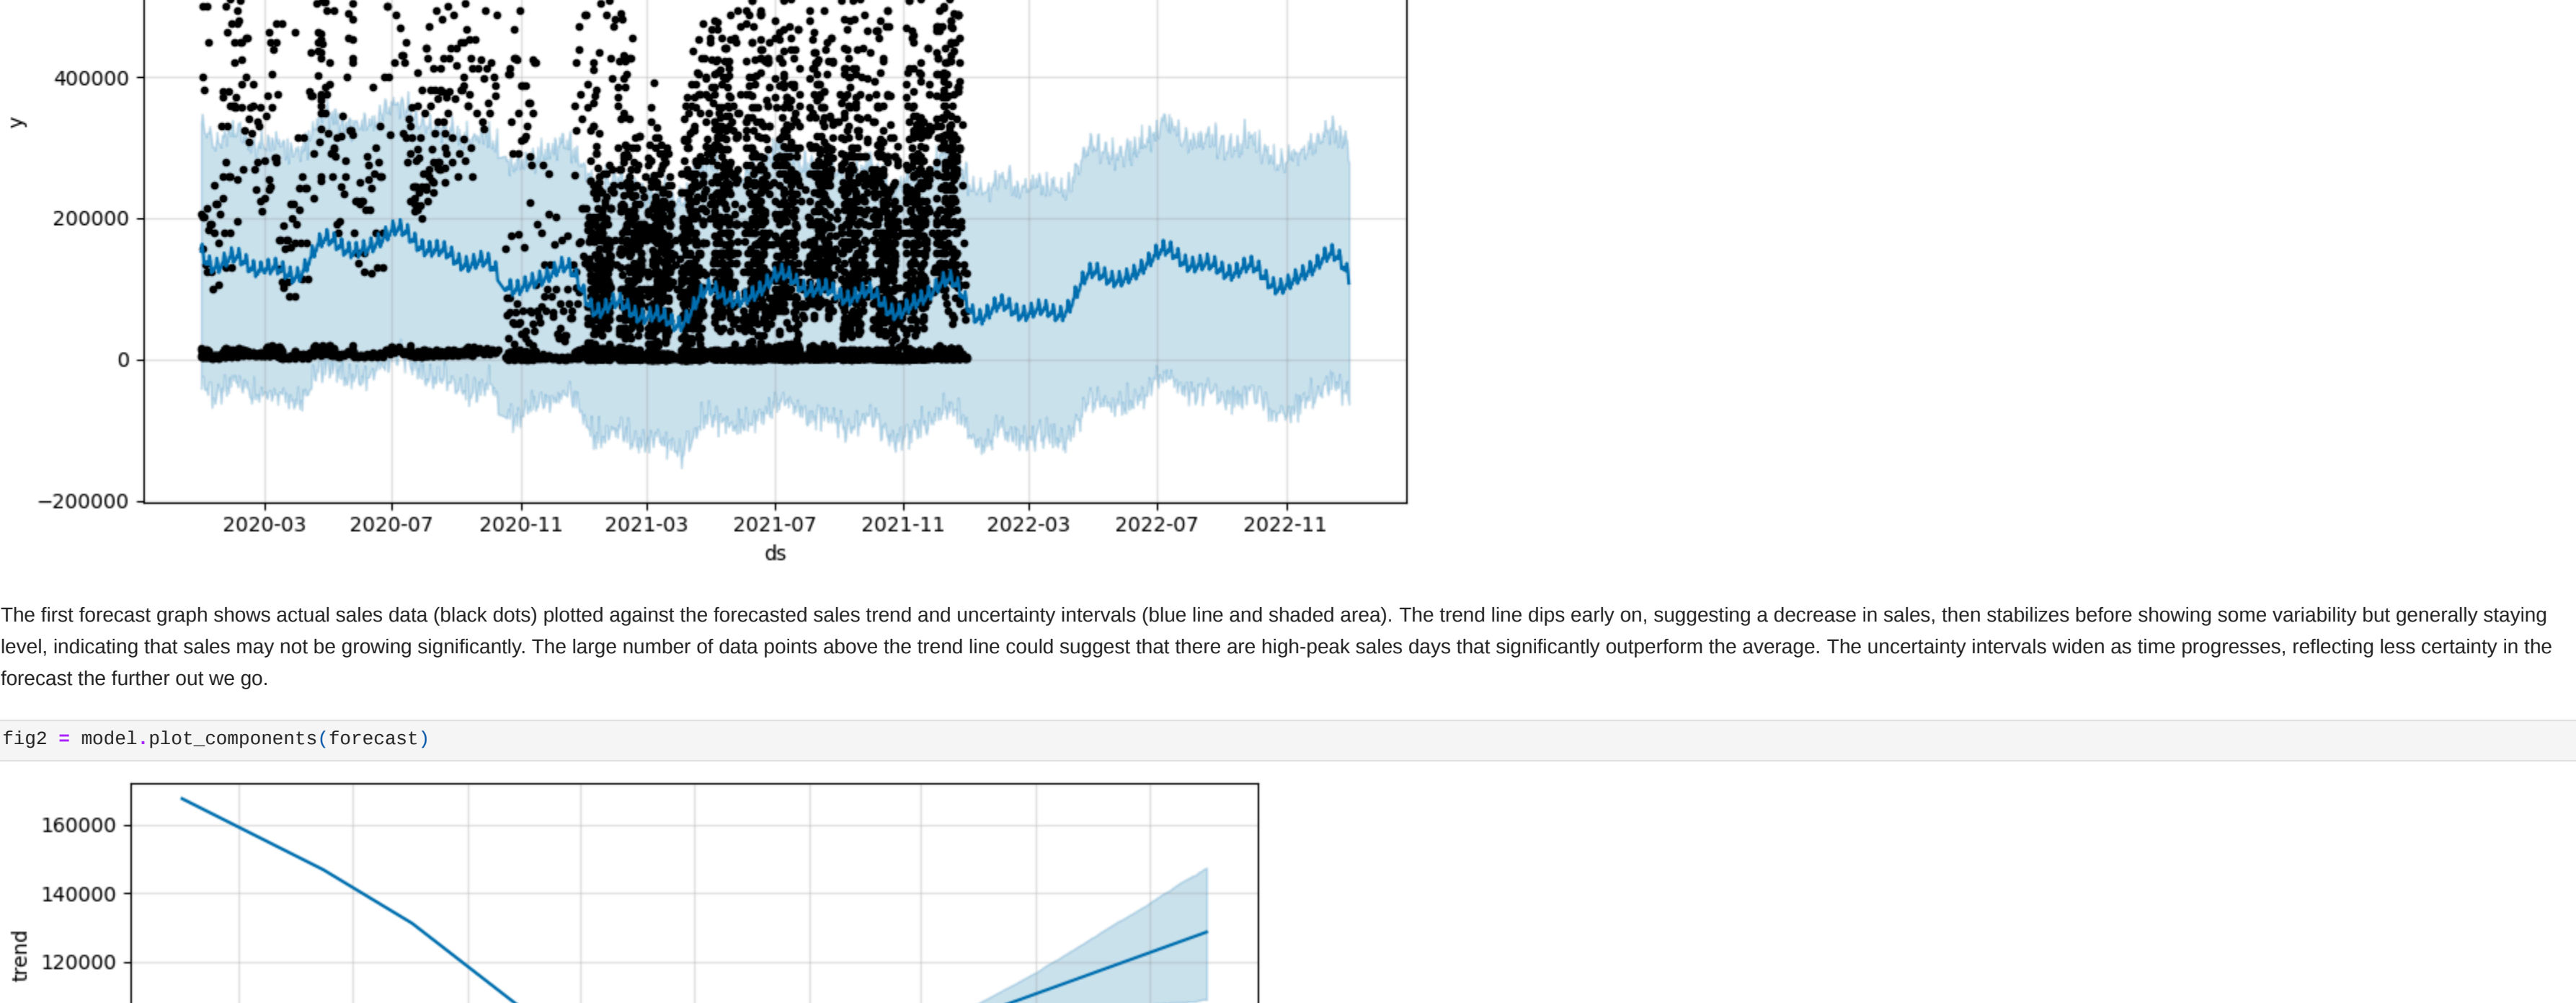 400000
y
200000
0
−200000
2020-03 2020-07 2020-11 2021-03 2021-07 2021-11 2022-03 2022-07 2022-11
ds
The first forecast graph shows actual sales data (black dots) plotted against the forecasted sales trend and uncertainty intervals (blue line and shaded area). The trend line dips early on, suggesting a decrease in sales, then stabilizes before showing some variability but generally staying
level, indicating that sales may not be growing significantly. The large number of data points above the trend line could suggest that there are high-peak sales days that significantly outperform the average. The uncertainty intervals widen as time progresses, reflecting less certainty in the
forecast the further out we go.
fig2 = model.plot_components(forecast)
160000
140000
trend
120000